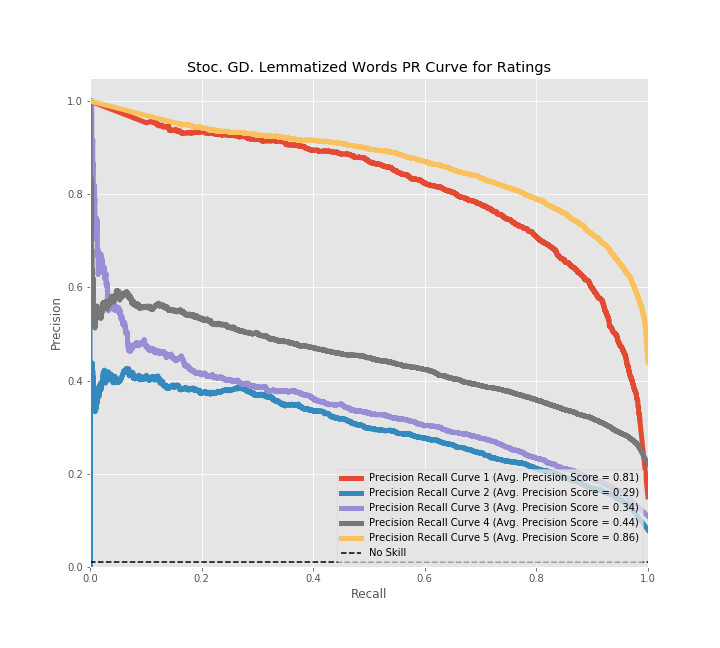 Stoc. GD. Lemmatized Words PR Curve for Ratings
Precision
1.0
0.8
0.6
0.4
0.2
0.0
Precision Recall Curve 1 (Avg. Precision Score = 0.81)
Precision Recall Curve 2 (Avg. Precision Score = 0.29)
Precision Recall Curve 3 (Avg. Precision Score = 0.34)
Precision Recall Curve 4 (Avg. Precision Score = 0.44)
Precision Recall Curve 5 (Avg. Precision Score = 0.86)
No Skill
0.0 0.2 0.4 0.6 0.8 1.0
Recall